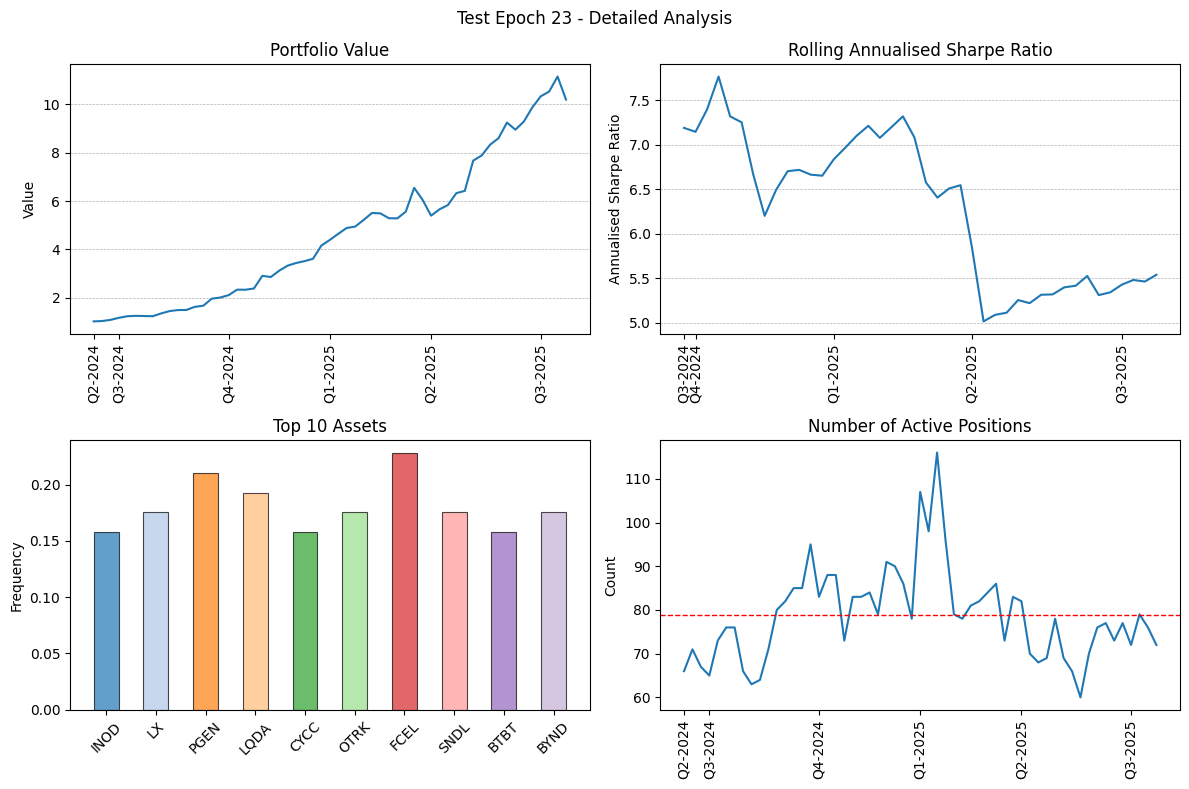 Test Epoch 23 - Detailed Analysis
Portfolio Value
Value
10
8
6
4
2
Q2-2024
Q3-2024
Q4-2024
Q1-2025
Q2-2025
Q3-2025
Rolling Annualised Sharpe Ratio
Annualised Sharpe Ratio
7.5
7.0
6.5
6.0
5.5
5.0
Q3-2024
Q4-2024
Q1-2025
Q2-2025
Q3-2025
Top 10 Assets
Frequency
0.20
0.15
0.10
0.05
0.00
INOD
LX
PGEN
LQDA
CYCC
OTRK
FCEL
SNDL
BTBT
BYND
Number of Active Positions
Count
110
100
90
80
70
60
Q2-2024
Q3-2024
Q4-2024
Q1-2025
Q2-2025
Q3-2025